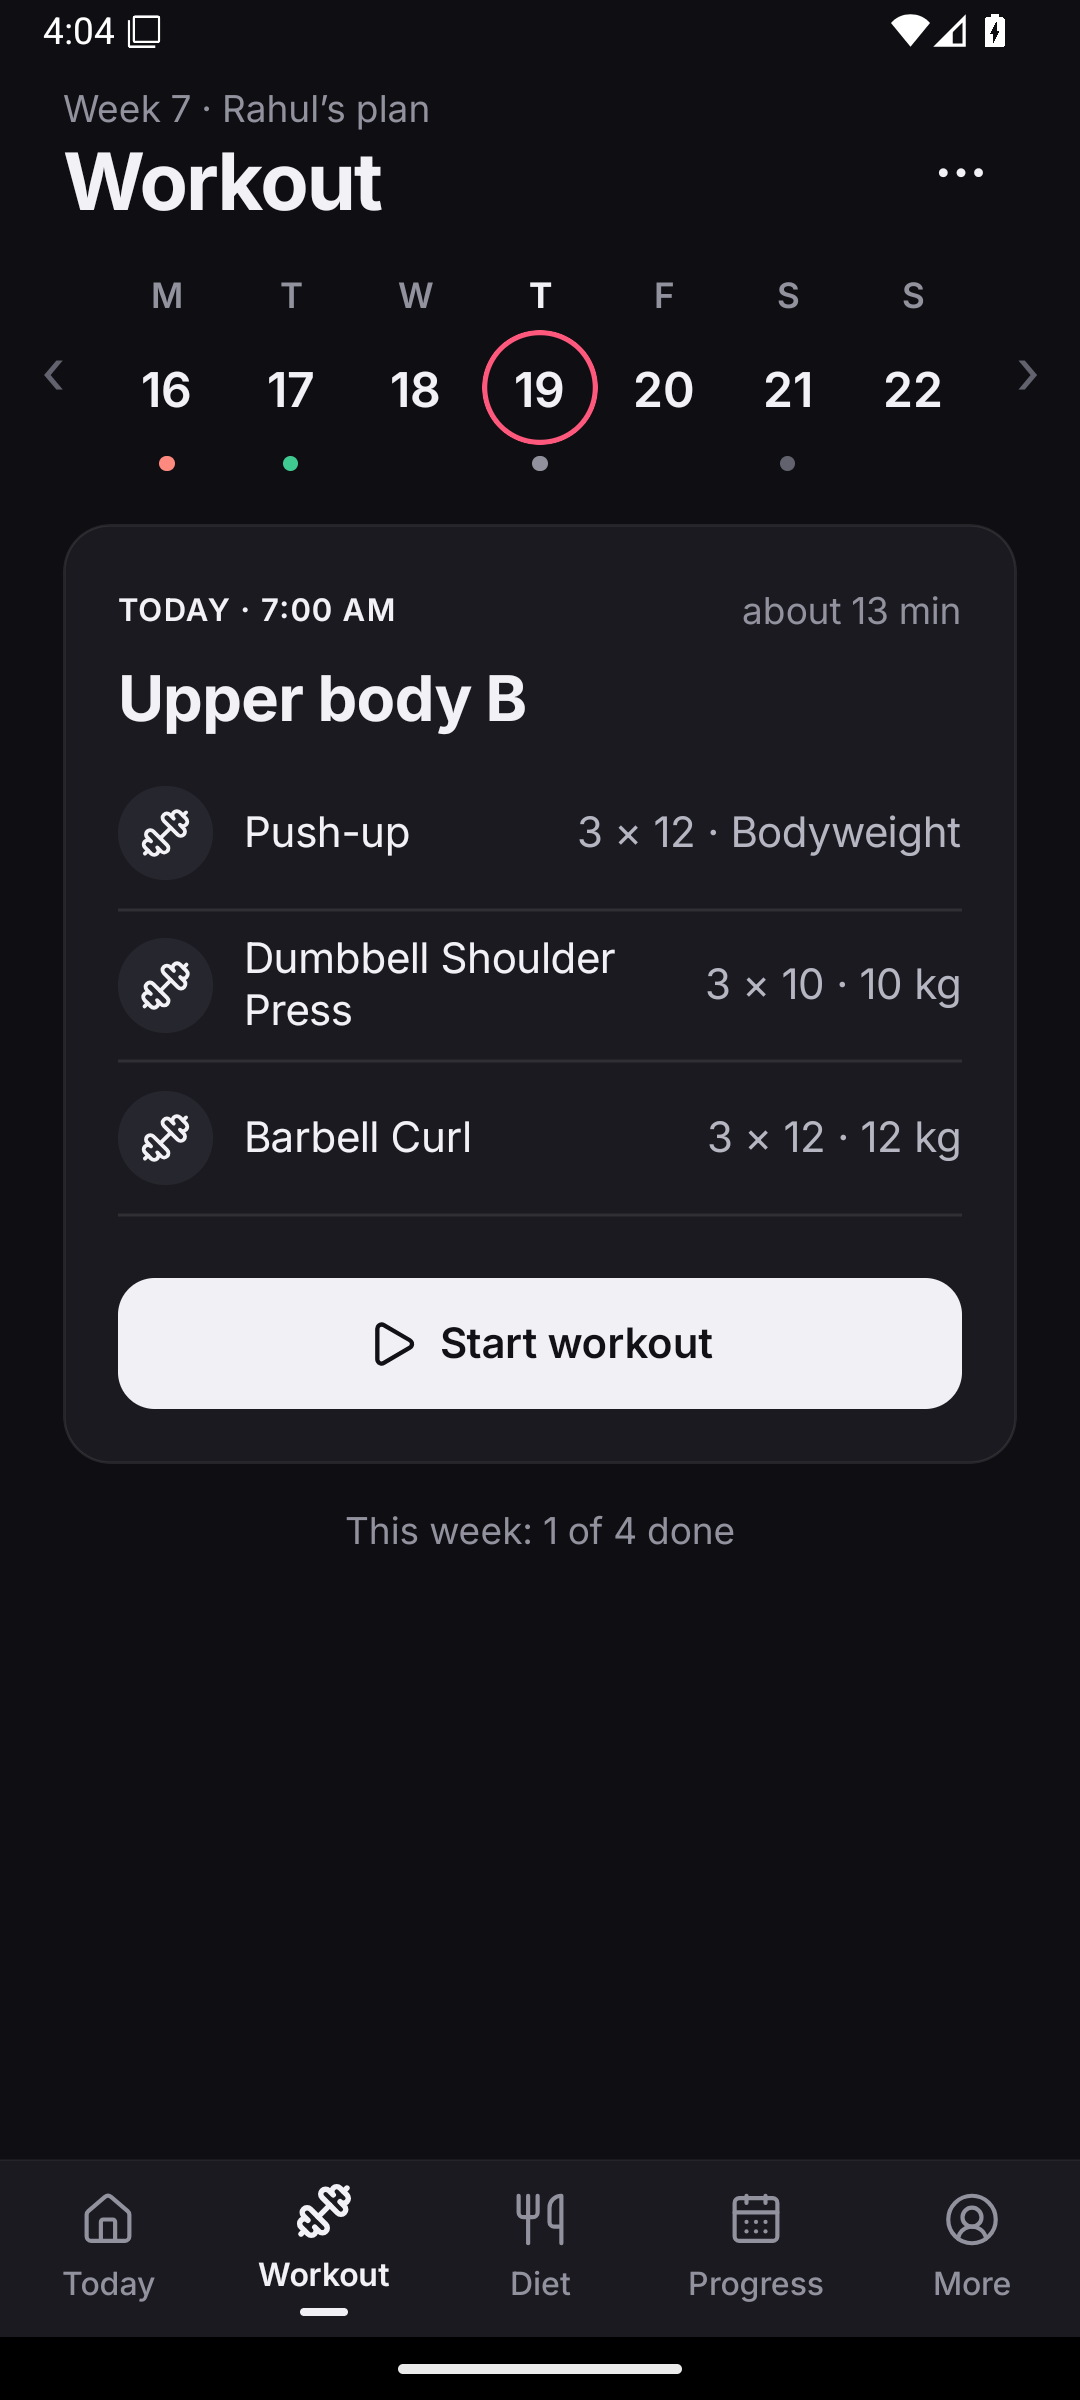 4:04
Week 7 · Rahul’s plan
Workout
M T W T F S S
16 17 18 19 20 21 22
TODAY · 7:00 AM about 13 min
Upper body B
Push-up 3 × 12 · Bodyweight
Dumbbell Shoulder
Press 3 × 10 · 10 kg
Barbell Curl 3 × 12 · 12 kg
Start workout
This week: 1 of 4 done
Today Workout Diet Progress More